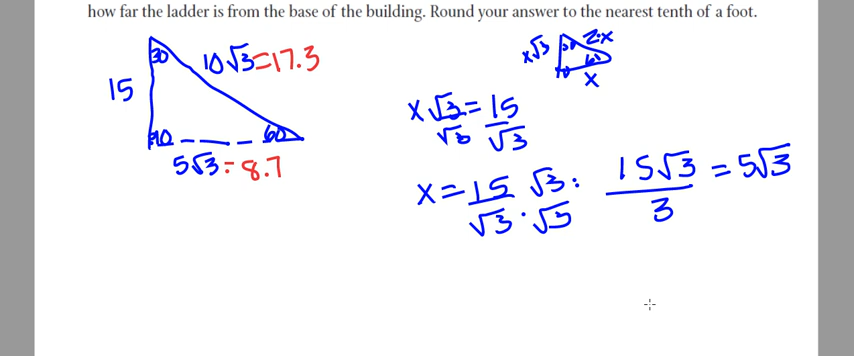 how far the ladder is from the base of the building. Round your answer to the nearest tenth of a foot.
30 10√3 = 17.3
15
90 60
5√3 = 8.7
x√3 30 2·x
60
x
x√3 = 15
√3 √3
x = 15 √3 : 15√3 = 5√3
√3 · √3 3